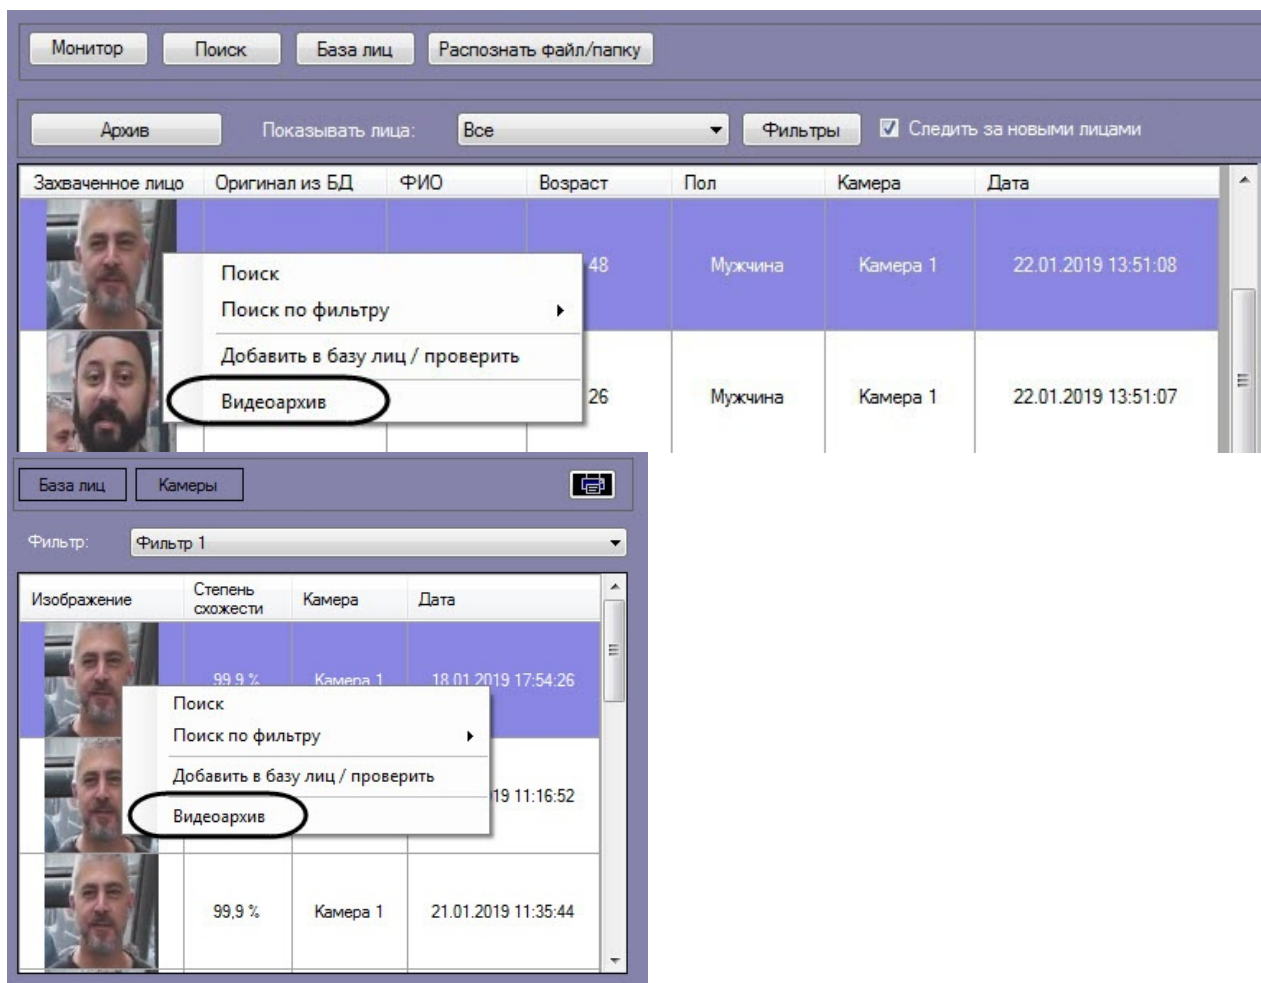 Монитор Поиск База лиц Распознать файл/папку
Архив Показывать лица: Все Фильтры Следить за новыми лицами
Захваченное лицо Оригинал из БД ФИО Возраст Пол Камера Дата
48 Мужчина Камера 1 22.01.2019 13:51:08
Поиск
Поиск по фильтру
Добавить в базу лиц / проверить
Видеоархив
26 Мужчина Камера 1 22.01.2019 13:51:07
База лиц Камеры
Фильтр: Фильтр 1
Изображение Степень схожести Камера Дата
99,9 % Камера 1 18.01.2019 17:54:26
Поиск
Поиск по фильтру
Добавить в базу лиц / проверить
Видеоархив
19 11:16:52
99,9 % Камера 1 21.01.2019 11:35:44